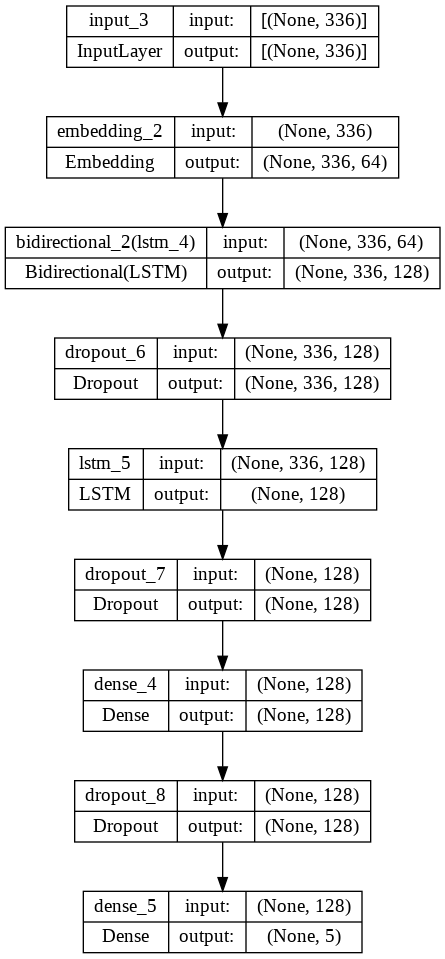 input_3 input: [(None, 336)]
InputLayer output: [(None, 336)]
embedding_2 input: (None, 336)
Embedding output: (None, 336, 64)
bidirectional_2(lstm_4) input: (None, 336, 64)
Bidirectional(LSTM) output: (None, 336, 128)
dropout_6 input: (None, 336, 128)
Dropout output: (None, 336, 128)
lstm_5 input: (None, 336, 128)
LSTM output: (None, 128)
dropout_7 input: (None, 128)
Dropout output: (None, 128)
dense_4 input: (None, 128)
Dense output: (None, 128)
dropout_8 input: (None, 128)
Dropout output: (None, 128)
dense_5 input: (None, 128)
Dense output: (None, 5)